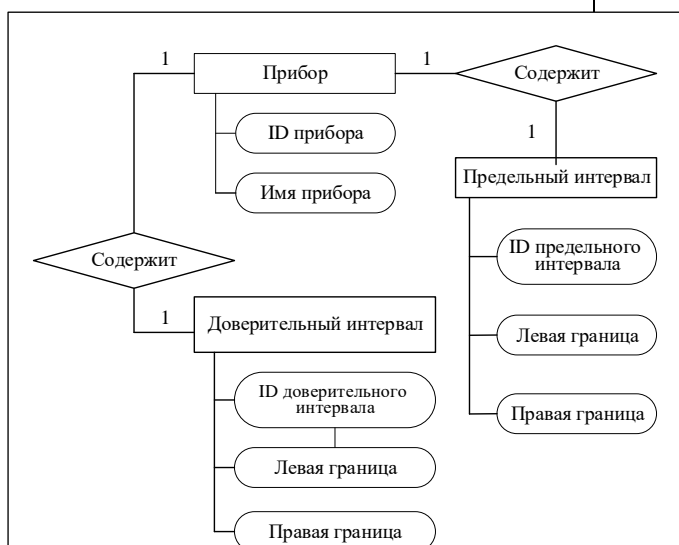 1
Прибор
1
Содержит
ID прибора
Имя прибора
1
Предельный интервал
ID предельного
интервала
Левая граница
Правая граница
Содержит
1
Доверительный интервал
ID доверительного
интервала
Левая граница
Правая граница